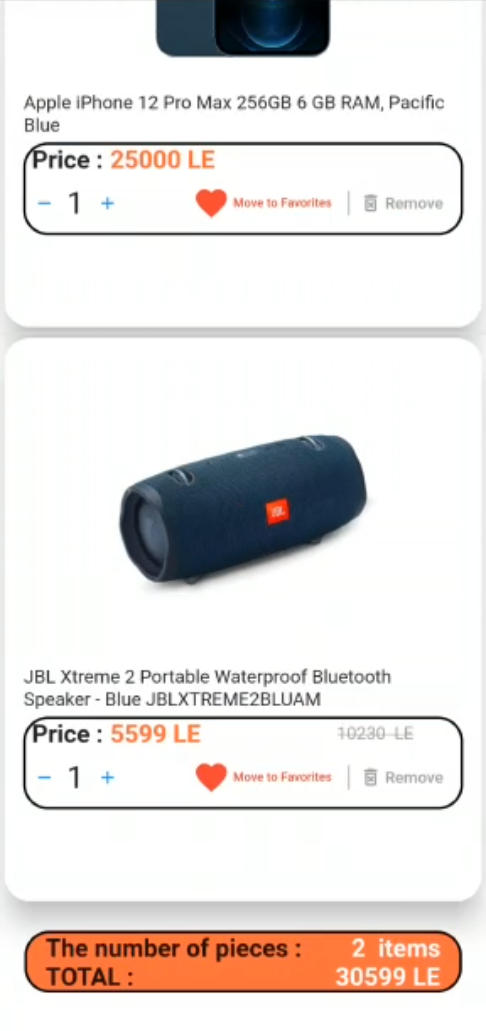 Apple iPhone 12 Pro Max 256GB 6 GB RAM, Pacific
Blue
Price : 25000 LE
− 1 + Move to Favorites | Remove
JBL
JBL Xtreme 2 Portable Waterproof Bluetooth
Speaker - Blue JBLXTREME2BLUAM
Price : 5599 LE 10230 LE
− 1 + Move to Favorites | Remove
The number of pieces : 2 items
TOTAL : 30599 LE